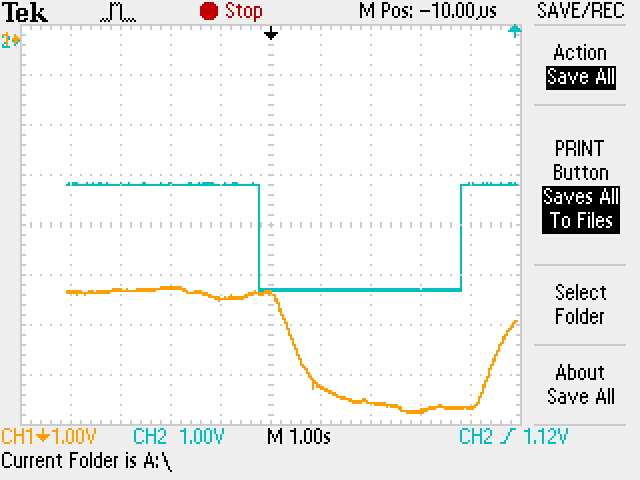 Tek
Stop
M Pos: −10.00µs
SAVE/REC
2
Action
Save All
PRINT
Button
Saves All
To Files
Select
Folder
About
Save All
CH1 1.00V
CH2 1.00V
M 1.00s
CH2 1.12V
Current Folder is A:\